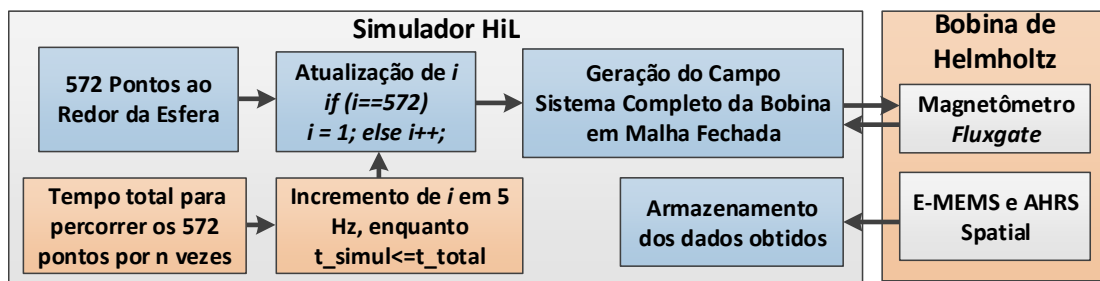 Simulador HiL
572 Pontos ao
Redor da Esfera
Atualização de i
if (i==572)
i = 1; else i++;
Geração do Campo
Sistema Completo da Bobina
em Malha Fechada
Tempo total para
percorrer os 572
pontos por n vezes
Incremento de i em 5
Hz, enquanto
t_simul<=t_total
Armazenamento
dos dados obtidos
Bobina de
Helmholtz
Magnetômetro
Fluxgate
E-MEMS e AHRS
Spatial